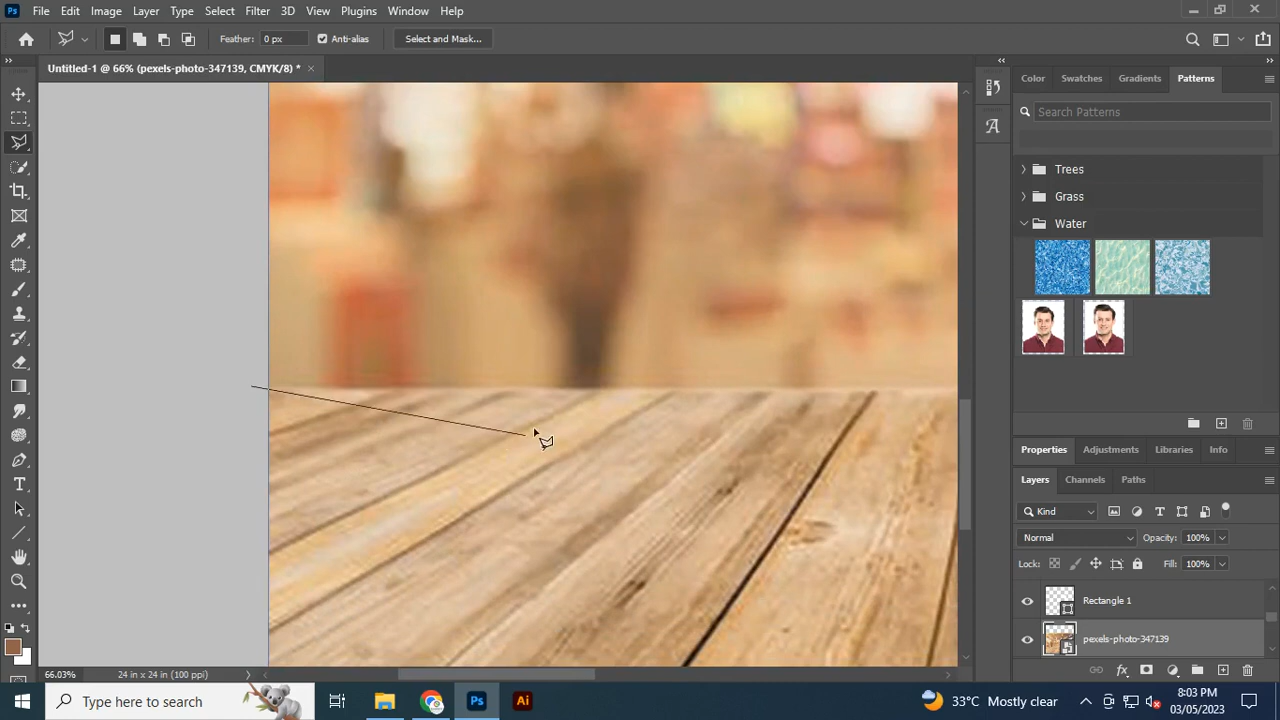 Ps File Edit Image Layer Type Select Filter 3D View Plugins Window Help
Feather: 0 px Anti-alias Select and Mask...
Untitled-1 @ 66% (pexels-photo-347139, CMYK/8) *
Color Swatches Gradients Patterns
Search Patterns
Trees
Grass
Water
A
Properties Adjustments Libraries Info
Layers Channels Paths
Kind
Normal Opacity: 100%
Lock: Fill: 100%
Rectangle 1
pexels-photo-347139
fx
66.03% 24 in x 24 in (100 ppi)
Type here to search
Ps Ai
33°C Mostly clear
8:03 PM
03/05/2023